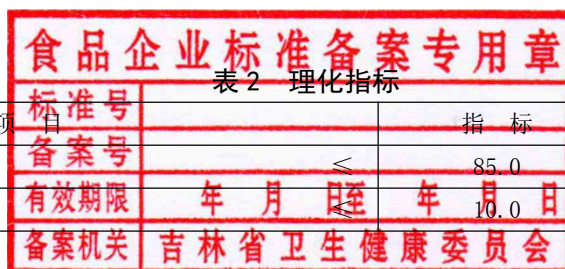 食品企业标准备案专用章
表2 理化指标
标准号
项 目 指 标
备案号
≤ 85.0
有效期限 年 月 日至 年 月 日
≤ 10.0
备案机关 吉林省卫生健康委员会